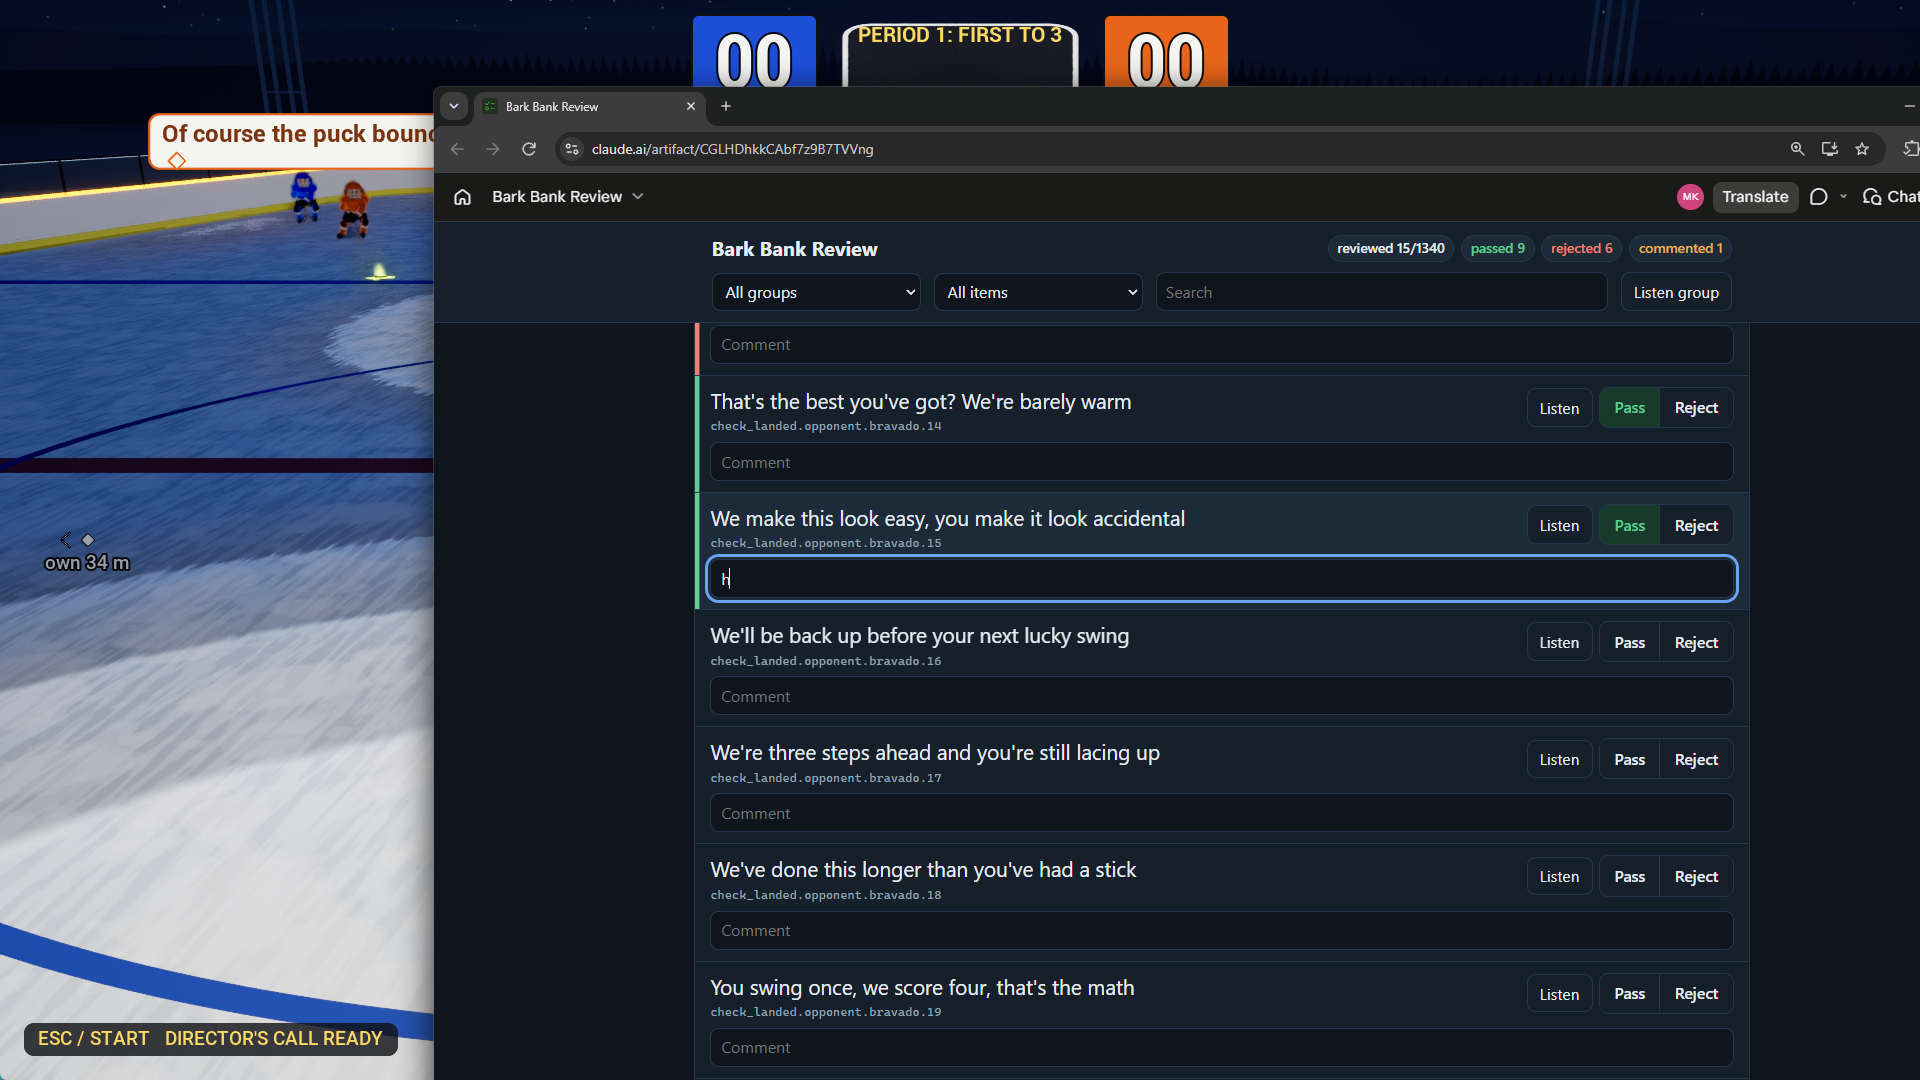 00
PERIOD 1: FIRST TO 3
00
Of course the puck
Bark Bank Review
claude.ai/artifact/CGLHDhkkCAbf7z9B7TVVng
Bark Bank Review
MK
Translate
Chat
Bark Bank Review
reviewed 15/1340
passed 9
rejected 6
commented 1
All groups
All items
Search
Listen group
Comment
That's the best you've got? We're barely warm
check_landed.opponent.bravado.14
Listen
Pass
Reject
Comment
We make this look easy, you make it look accidental
check_landed.opponent.bravado.15
Listen
Pass
Reject
h
We'll be back up before your next lucky swing
check_landed.opponent.bravado.16
Listen
Pass
Reject
Comment
We're three steps ahead and you're still lacing up
check_landed.opponent.bravado.17
Listen
Pass
Reject
Comment
We've done this longer than you've had a stick
check_landed.opponent.bravado.18
Listen
Pass
Reject
Comment
You swing once, we score four, that's the math
check_landed.opponent.bravado.19
Listen
Pass
Reject
Comment
own 34 m
ESC / START DIRECTOR'S CALL READY